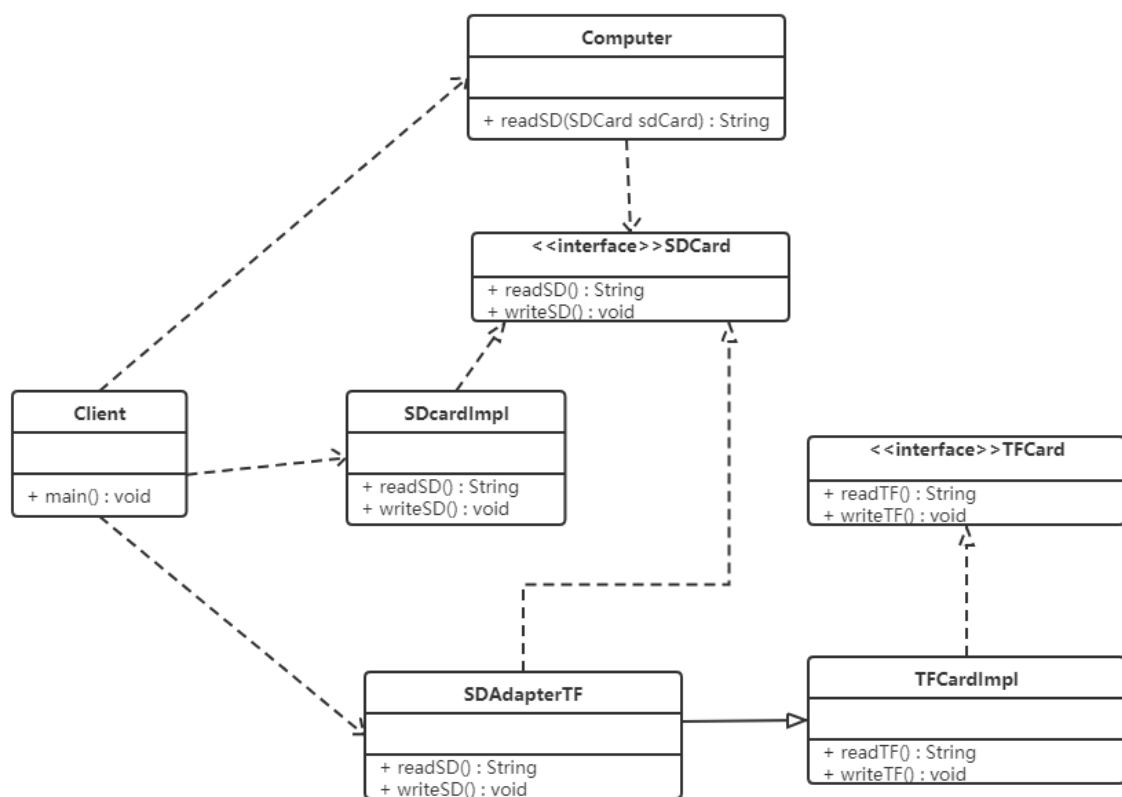 Computer
+ readSD(SDCard sdCard) : String
<<interface>>SDCard
+ readSD() : String
+ writeSD() : void
Client
+ main() : void
SDcardImpl
+ readSD() : String
+ writeSD() : void
<<interface>>TFCard
+ readTF() : String
+ writeTF() : void
SDAdapterTF
+ readSD() : String
+ writeSD() : void
TFCardImpl
+ readTF() : String
+ writeTF() : void